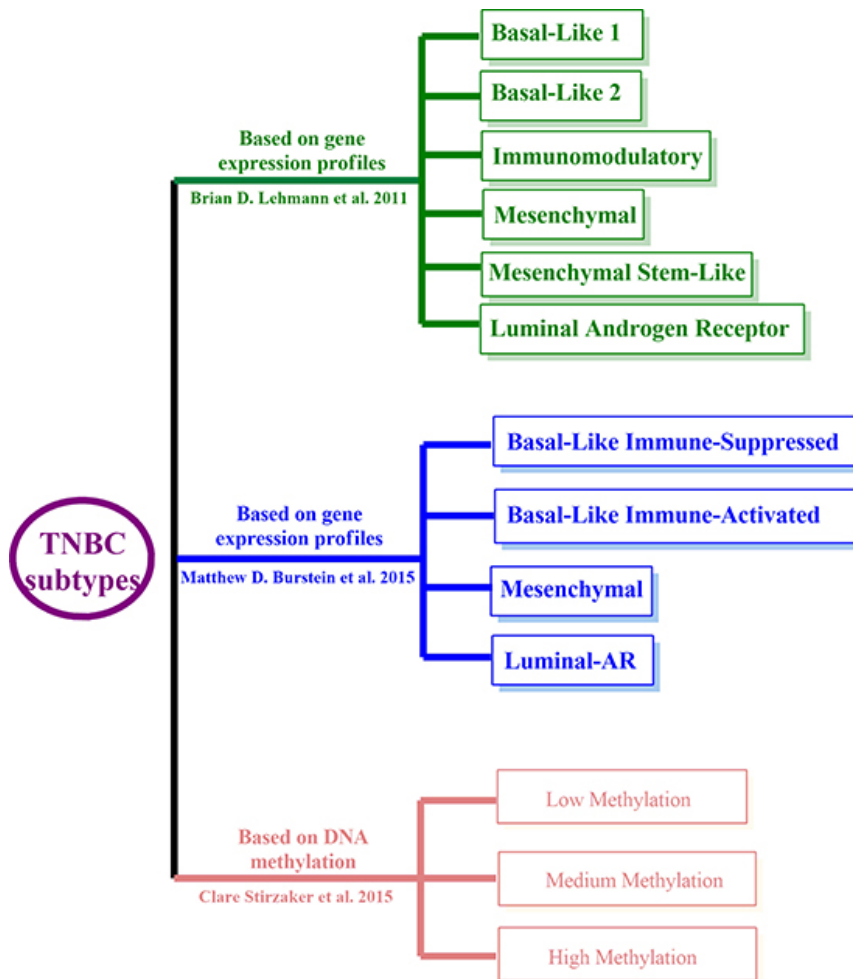 TNBC
subtypes
Based on gene
expression profiles
Brian D. Lehmann et al. 2011
Basal-Like 1
Basal-Like 2
Immunomodulatory
Mesenchymal
Mesenchymal Stem-Like
Luminal Androgen Receptor
Based on gene
expression profiles
Matthew D. Burstein et al. 2015
Basal-Like Immune-Suppressed
Basal-Like Immune-Activated
Mesenchymal
Luminal-AR
Based on DNA
methylation
Clare Stirzaker et al. 2015
Low Methylation
Medium Methylation
High Methylation